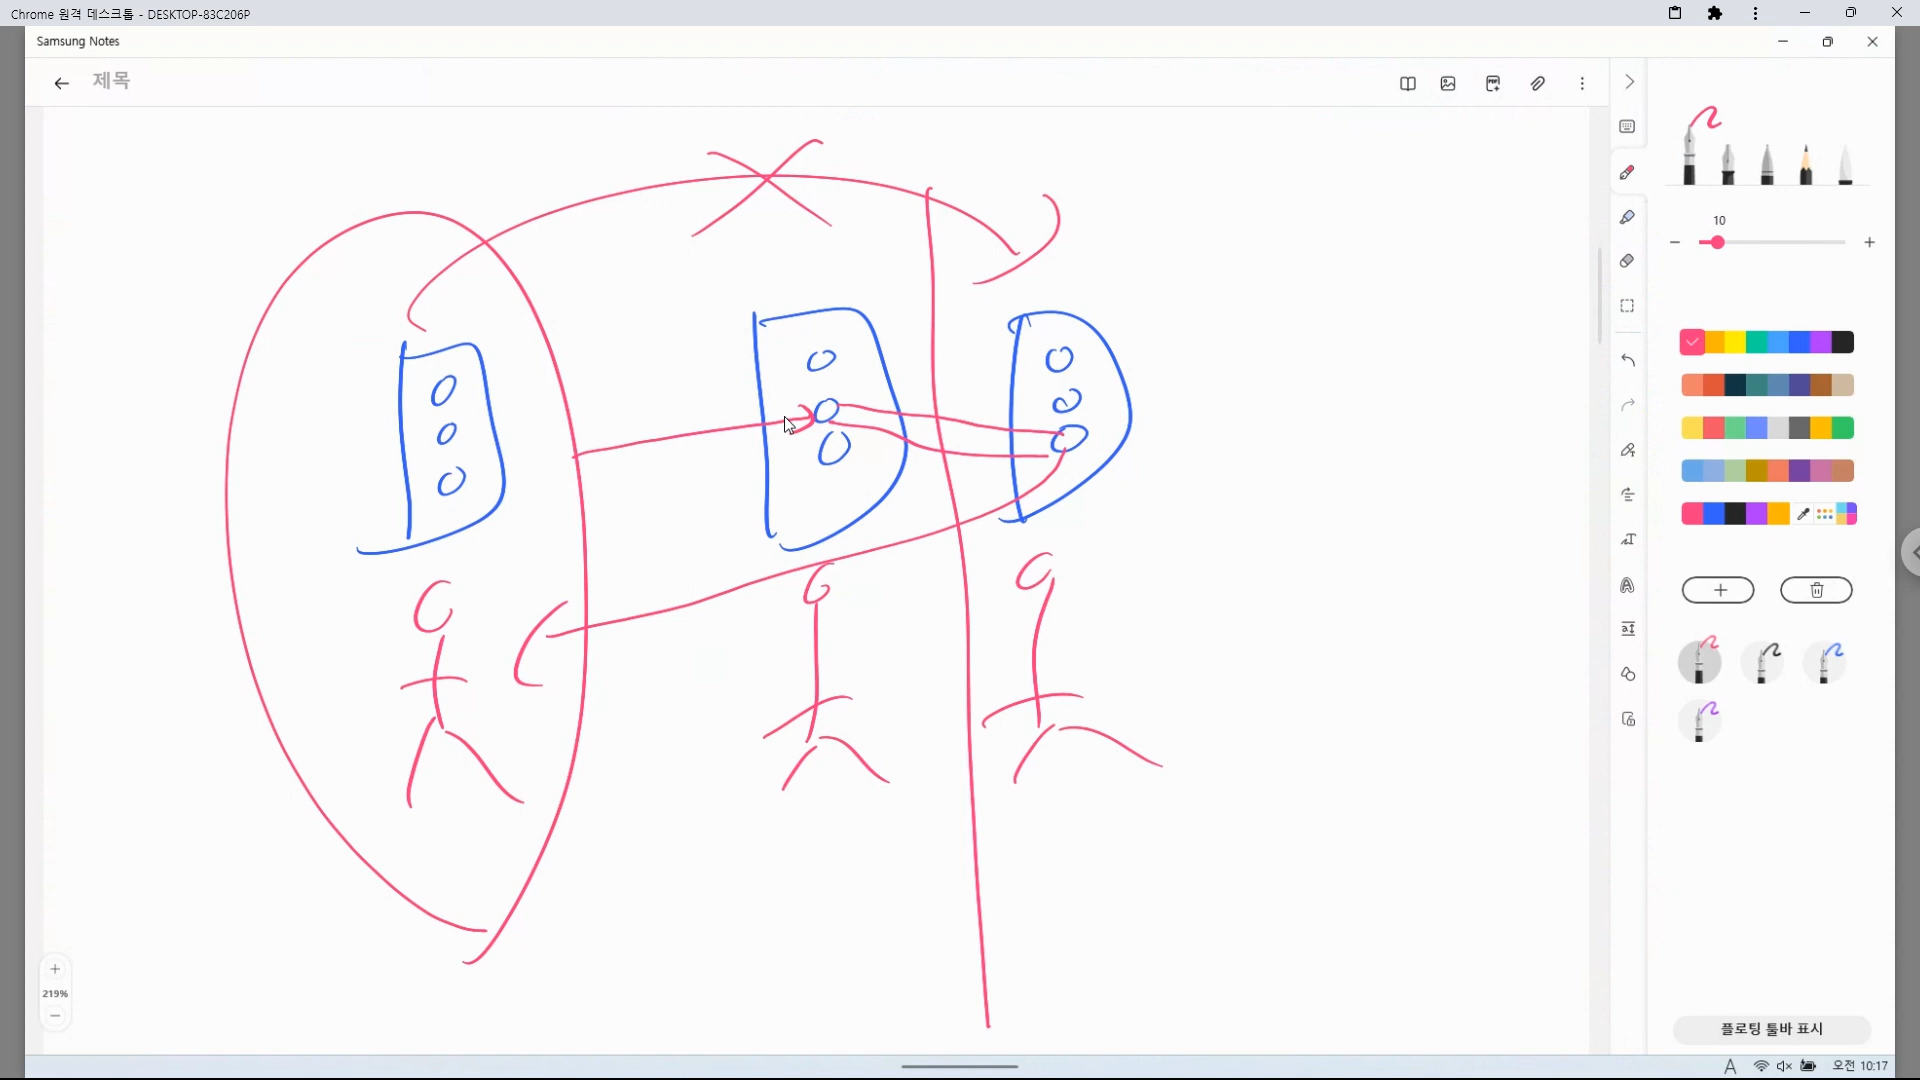 Chrome 원격 데스크톱 - DESKTOP-83C206P
Samsung Notes
제목
PDF
10
219%
플로팅 툴바 표시
A
오전 10:17